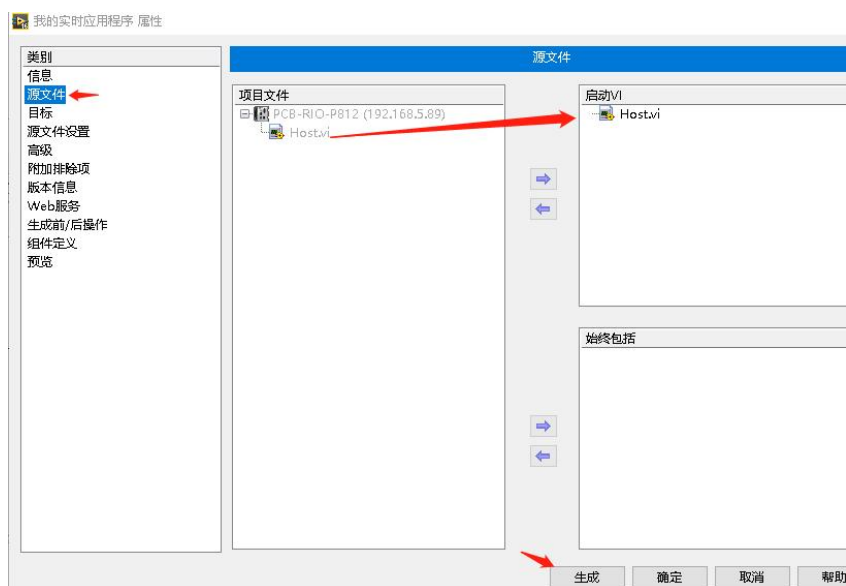 我的实时应用程序 属性
类别
信息
源文件
目标
源文件设置
高级
附加排除项
版本信息
Web服务
生成前/后操作
组件定义
预览
源文件
项目文件
PCB-RIO-P812 (192.168.5.89)
Host.vi
启动VI
Host.vi
始终包括
生成
确定
取消
帮助